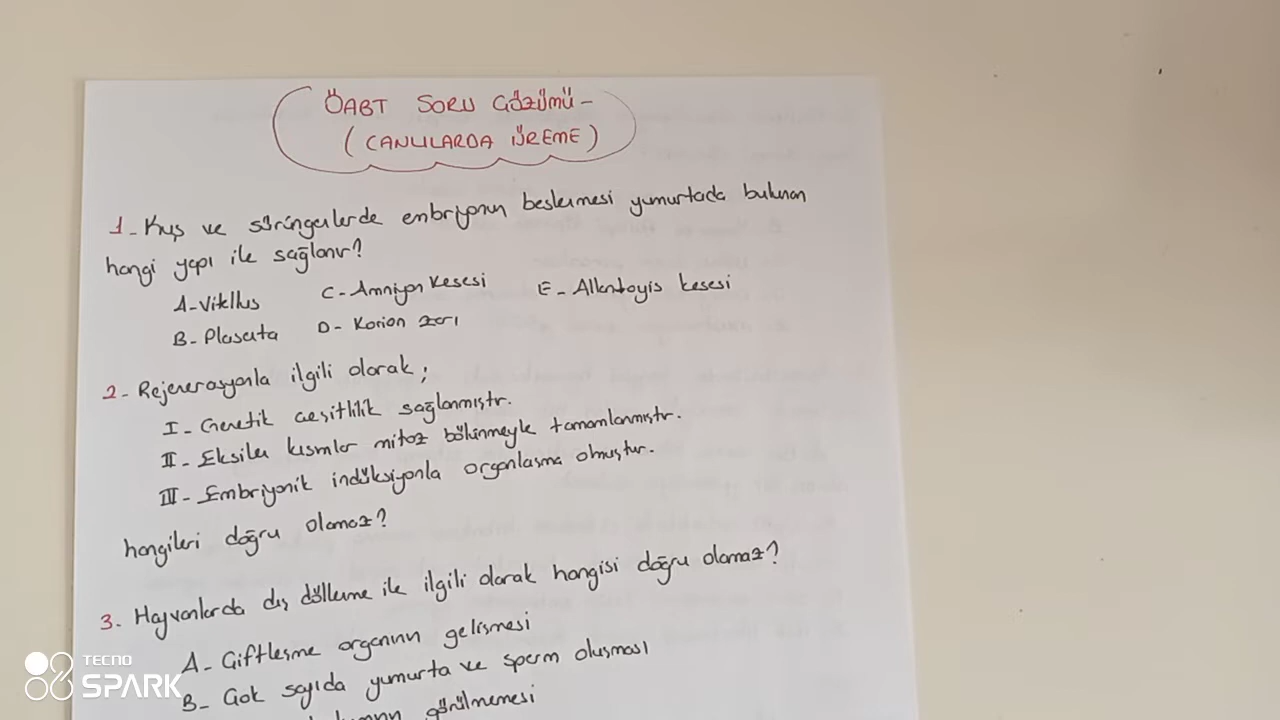 ÖABT SORU ÇÖZÜMÜ -
(CANLILARDA ÜREME)
1- Kuş ve sürüngenlerde embriyonun beslenmesi yumurtada bulunan
hangi yapı ile sağlanır?
A- Vitellus
C- Amniyon Kesesi
E- Allantoyis kesesi
B- Plasenta
D- Korion zarı
2- Rejenerasyonla ilgili olarak;
I- Genetik çeşitlilik sağlanmıştır.
II- Eksilen kısımlar mitoz bölünmeyle tamamlanmıştır.
III- Embriyonik indüksiyonla organlaşma olmuştur.
hangileri doğru olamaz?
3. Hayvanlarda dış döllenme ile ilgili olarak hangisi doğru olamaz?
A- Çiftleşme organının gelişmesi
B- Çok sayıda yumurta ve sperm oluşması
görülmemesi
TECNO
SPARK